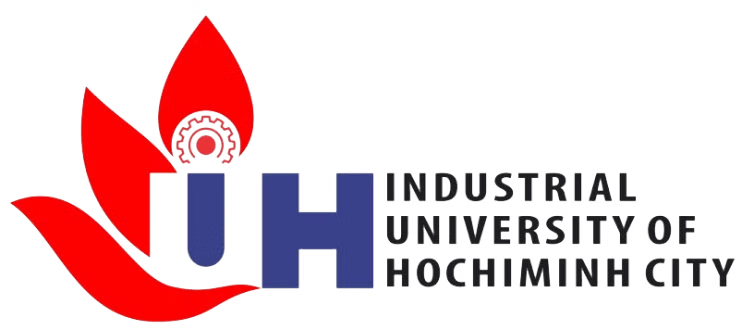 IUH
INDUSTRIAL
UNIVERSITY OF
HOCHIMINH CITY